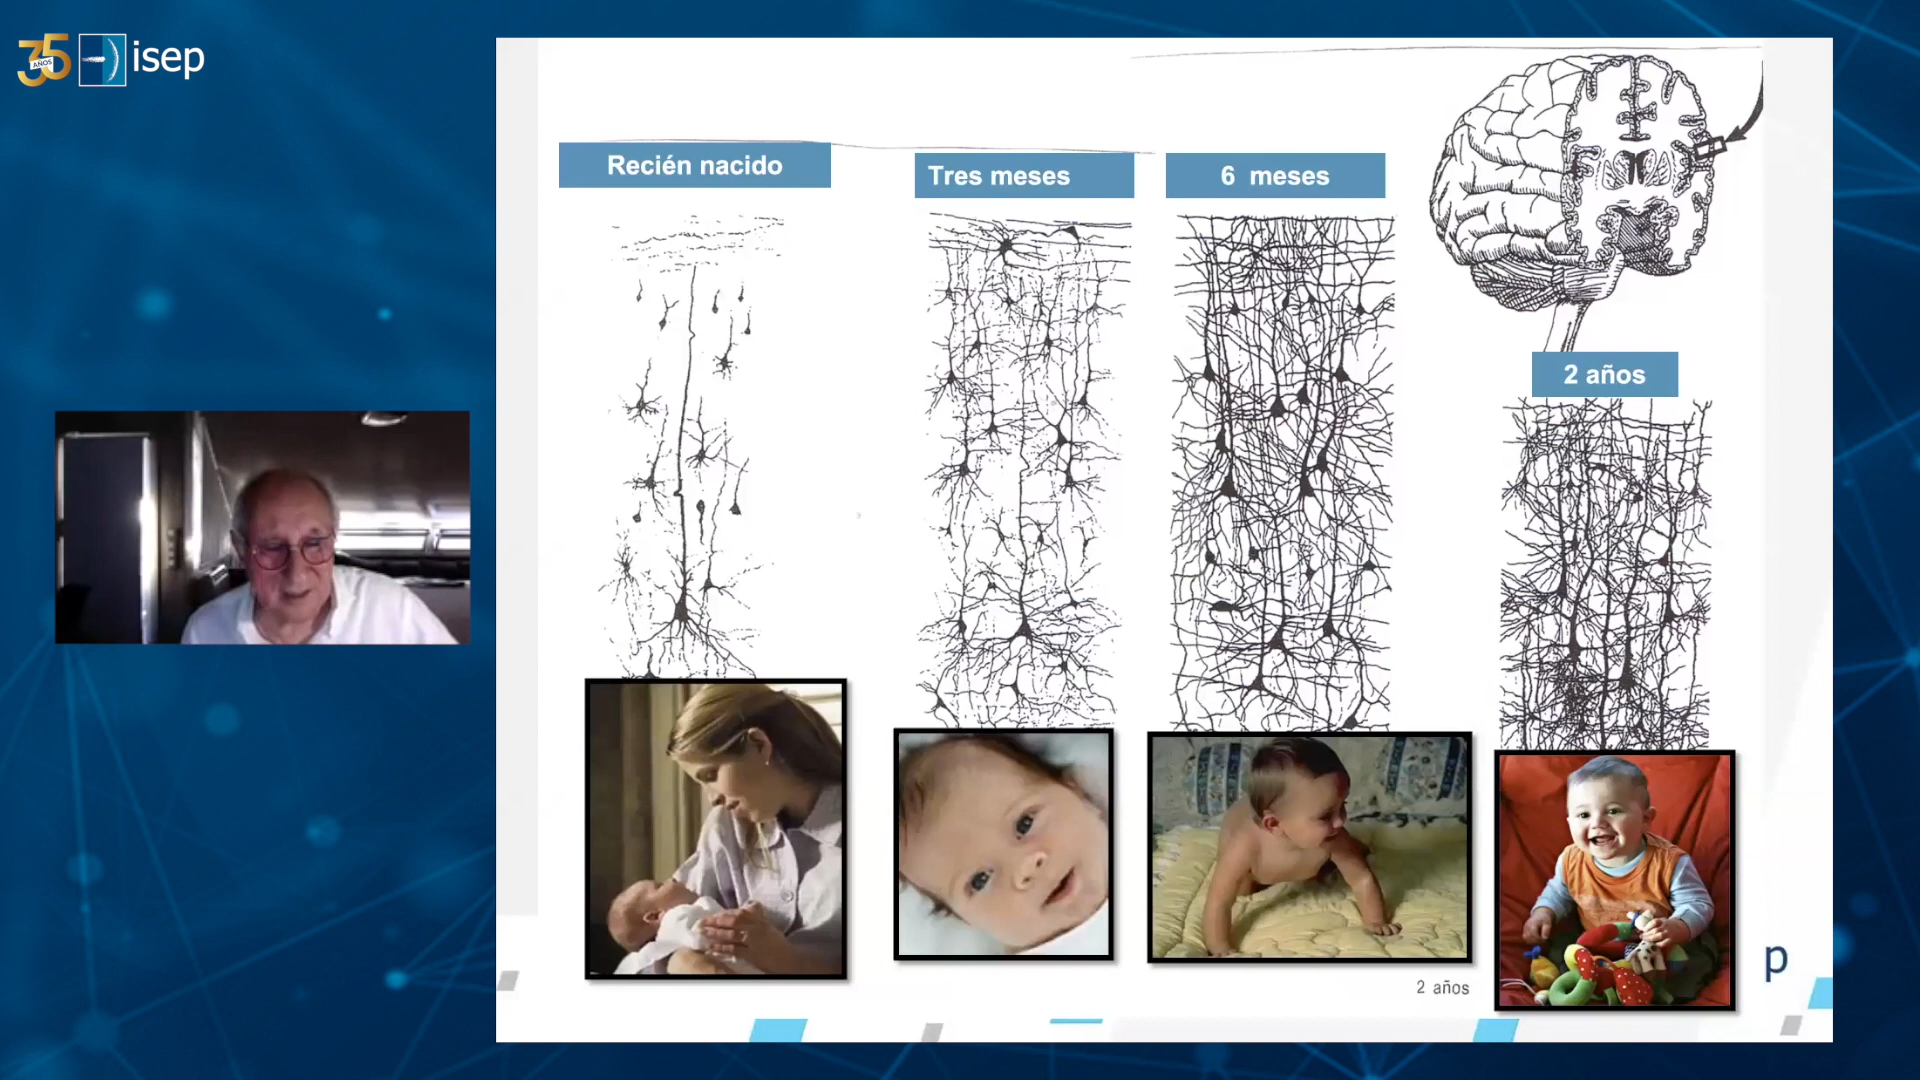 35
AÑOS
isep
Recién nacido
Tres meses
6 meses
2 años
2 años
p